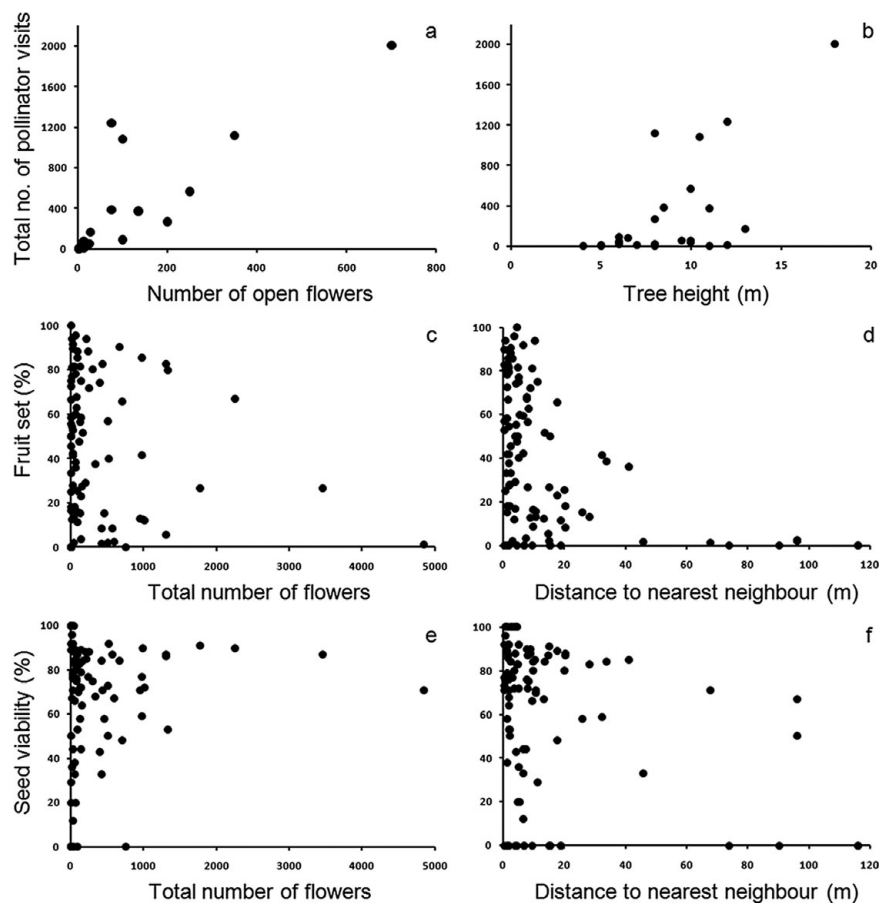 a
Total no. of pollinator visits
2000
1600
1200
800
400
0
0 200 400 600 800
Number of open flowers
b
2000
1600
1200
800
400
0
0 5 10 15 20
Tree height (m)
c
Fruit set (%)
100
80
60
40
20
0
0 1000 2000 3000 4000 5000
Total number of flowers
d
100
80
60
40
20
0
0 20 40 60 80 100 120
Distance to nearest neighbour (m)
e
Seed viability (%)
100
80
60
40
20
0
0 1000 2000 3000 4000 5000
Total number of flowers
f
100
80
60
40
20
0
0 20 40 60 80 100 120
Distance to nearest neighbour (m)